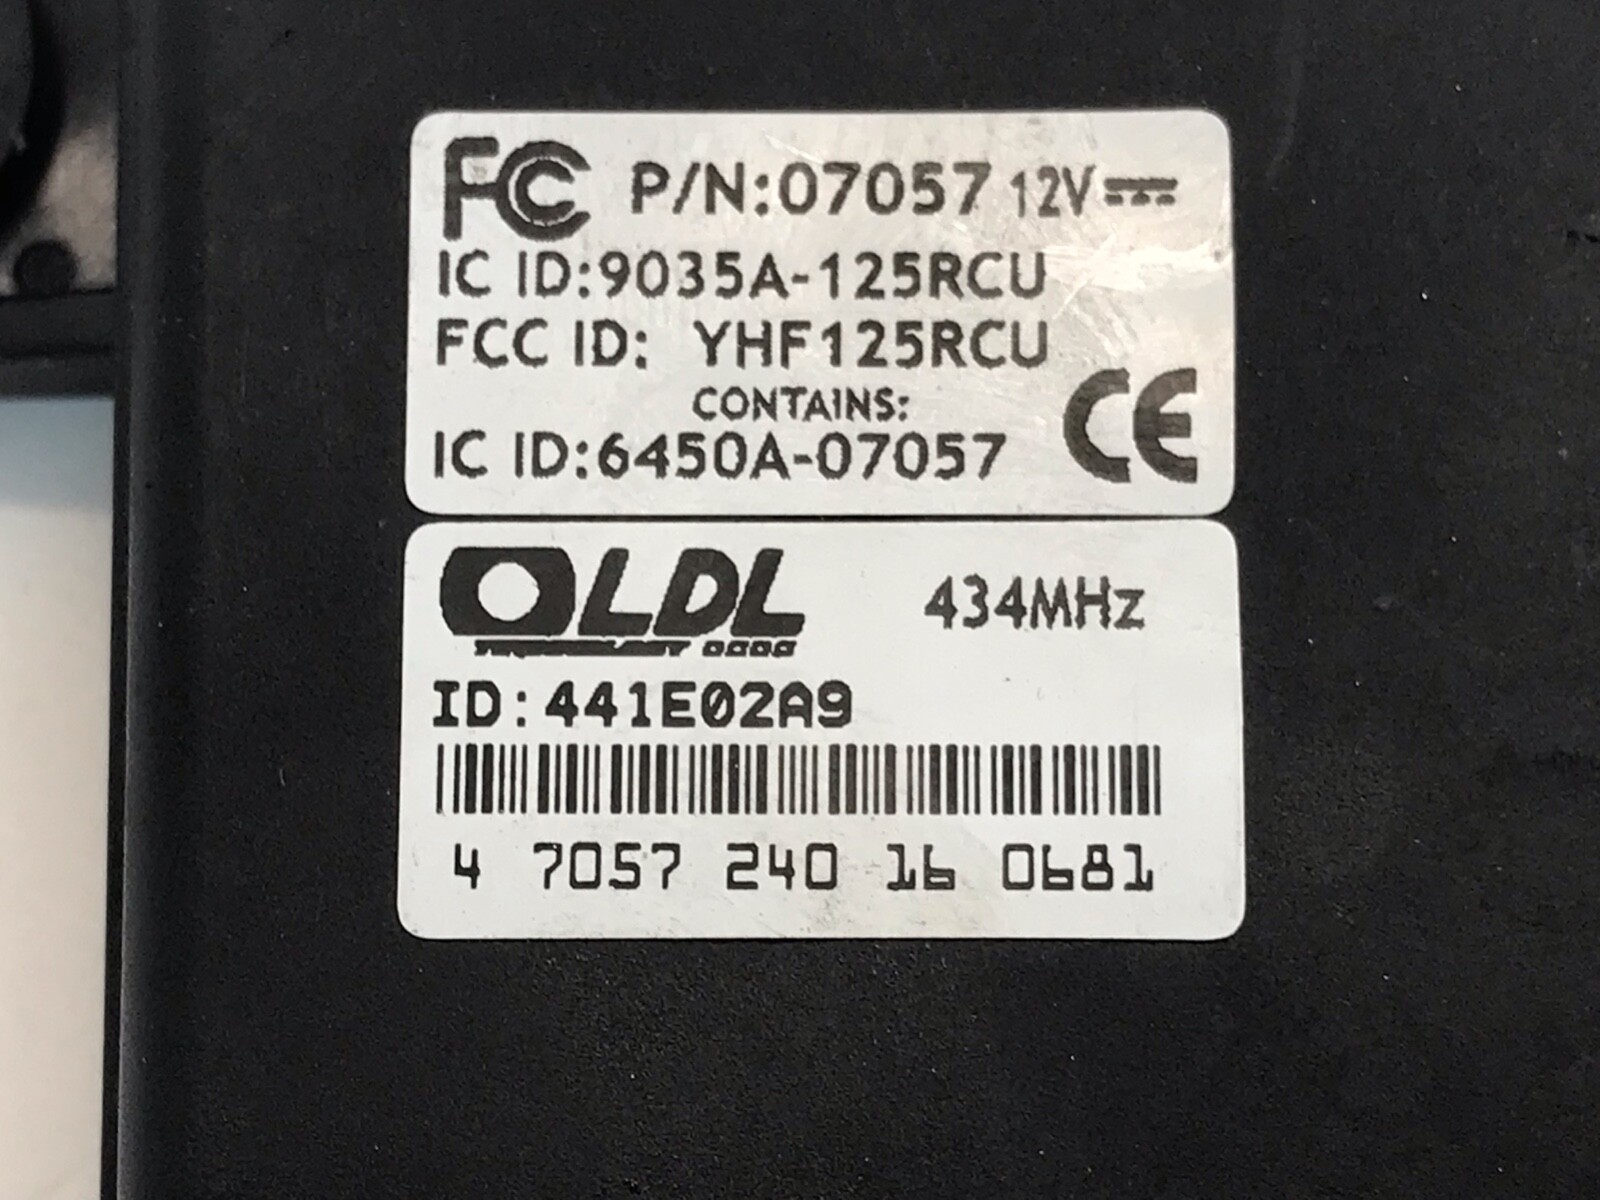 FC P/N:07057 12V
IC ID:9035A-125RCU
FCC ID: YHF125RCU
CONTAINS:
IC ID:6450A-07057
CE
LDL 434MHz
TECHNOLOGY
ID:441E02A9
4 7057 240 16 0681